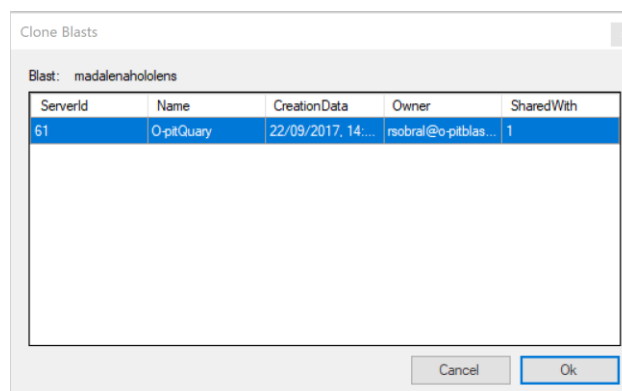 Clone Blasts
Blast: madalenahololens
ServerId Name CreationData Owner SharedWith
61 O-pitQuary 22/09/2017, 14:... rsobral@o-pitblas... 1
Cancel Ok